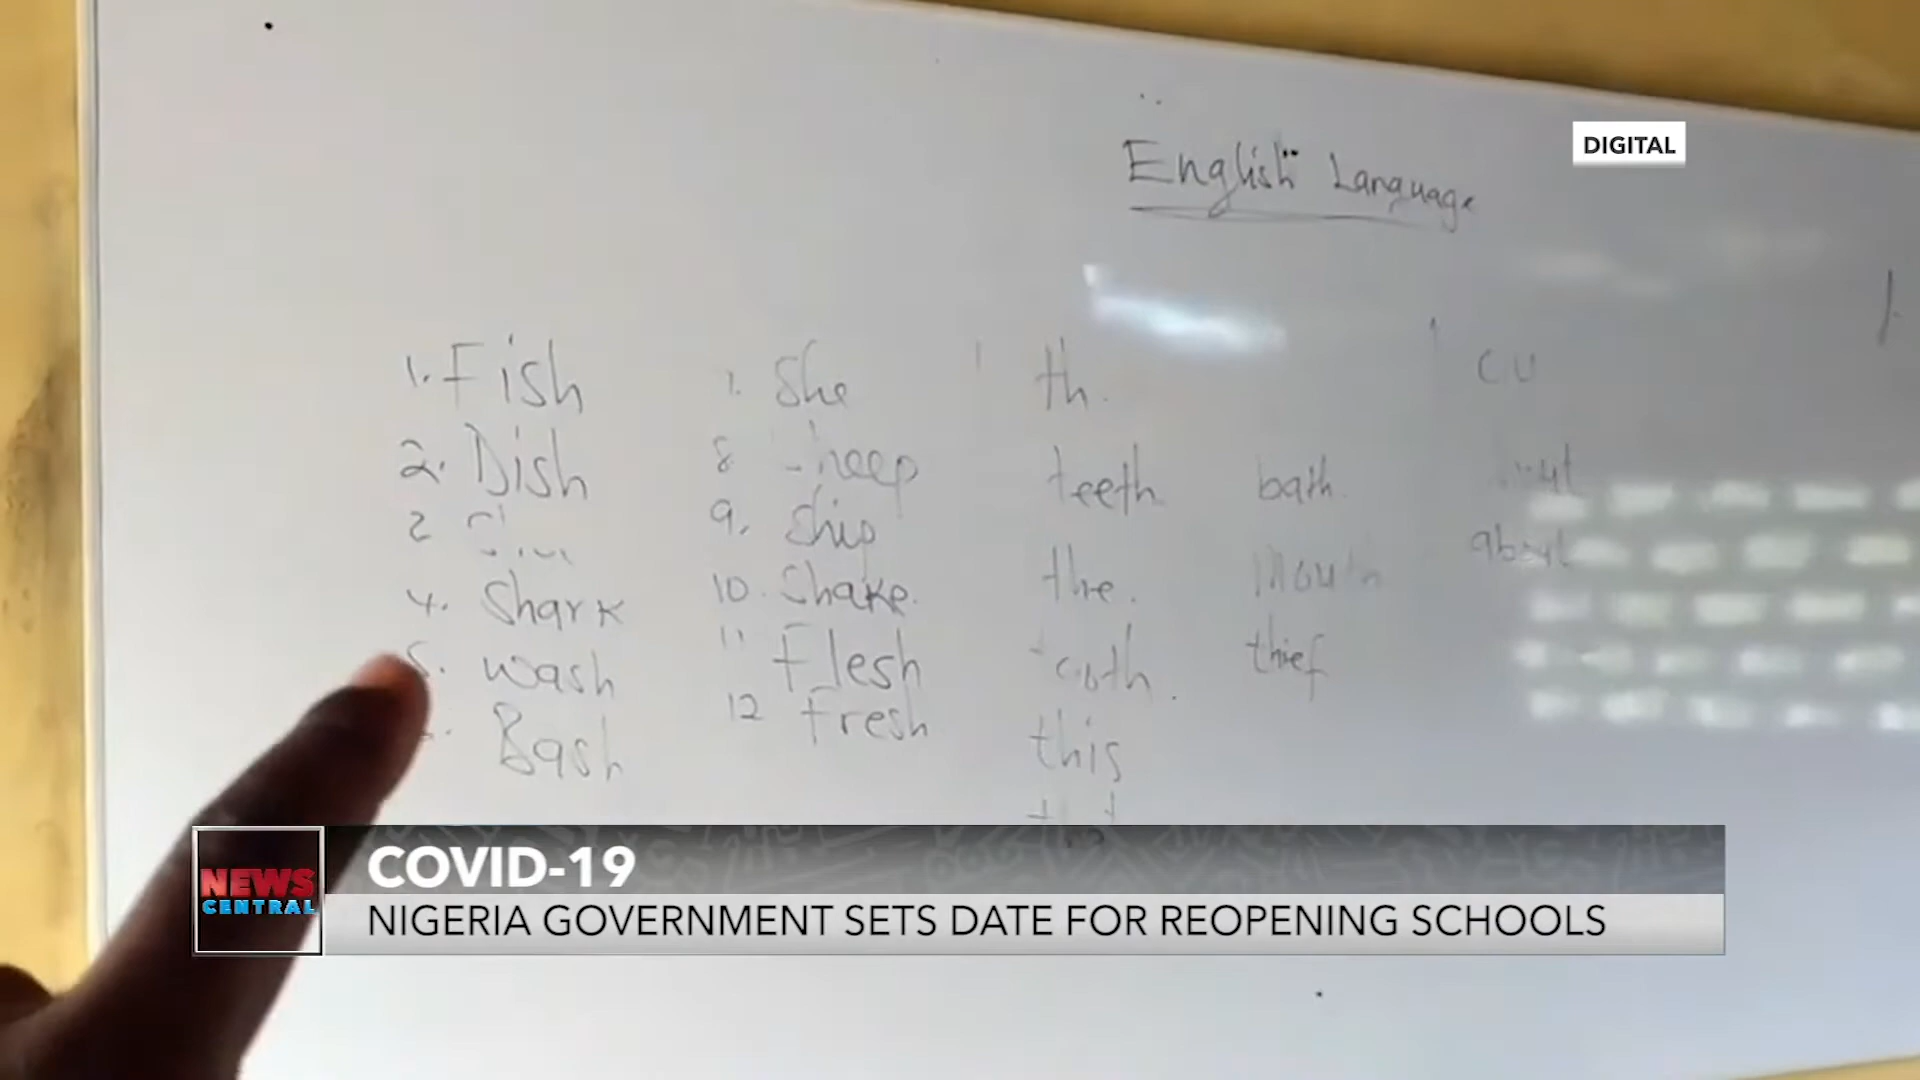 DIGITAL
English Language
1. Fish
2. Dish
4. Shark
5. Wash
Bash
7. She
8.
9. Ship
10. Shake.
11 Flesh
12 Fresh
th.
teeth
the.
this
bath.
Mouth
thief
about
NEWS
CENTRAL
COVID-19
NIGERIA GOVERNMENT SETS DATE FOR REOPENING SCHOOLS